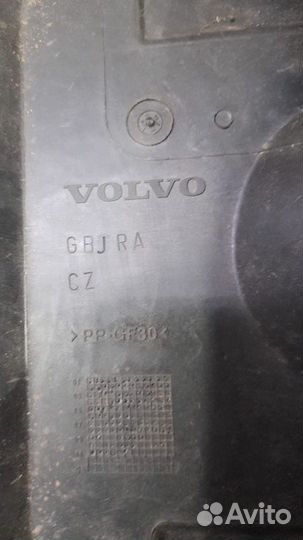 VOLVO
GBJ RA
CZ
>PP-GF30<
Avito